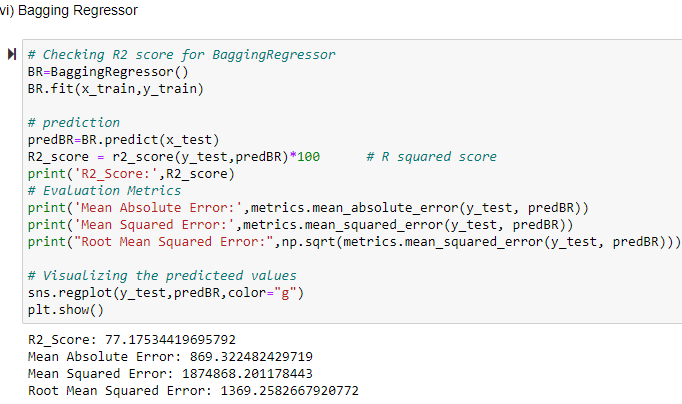 vi) Bagging Regressor
# Checking R2 score for BaggingRegressor
BR=BaggingRegressor()
BR.fit(x_train,y_train)
# prediction
predBR=BR.predict(x_test)
R2_score = r2_score(y_test,predBR)*100      # R squared score
print('R2_Score:',R2_score)
# Evaluation Metrics
print('Mean Absolute Error:',metrics.mean_absolute_error(y_test, predBR))
print('Mean Squared Error:',metrics.mean_squared_error(y_test, predBR))
print("Root Mean Squared Error:",np.sqrt(metrics.mean_squared_error(y_test, predBR)))
# Visualizing the predicteed values
sns.regplot(y_test,predBR,color="g")
plt.show()
R2_Score: 77.17534419695792
Mean Absolute Error: 869.322482429719
Mean Squared Error: 1874868.201178443
Root Mean Squared Error: 1369.2582667920772